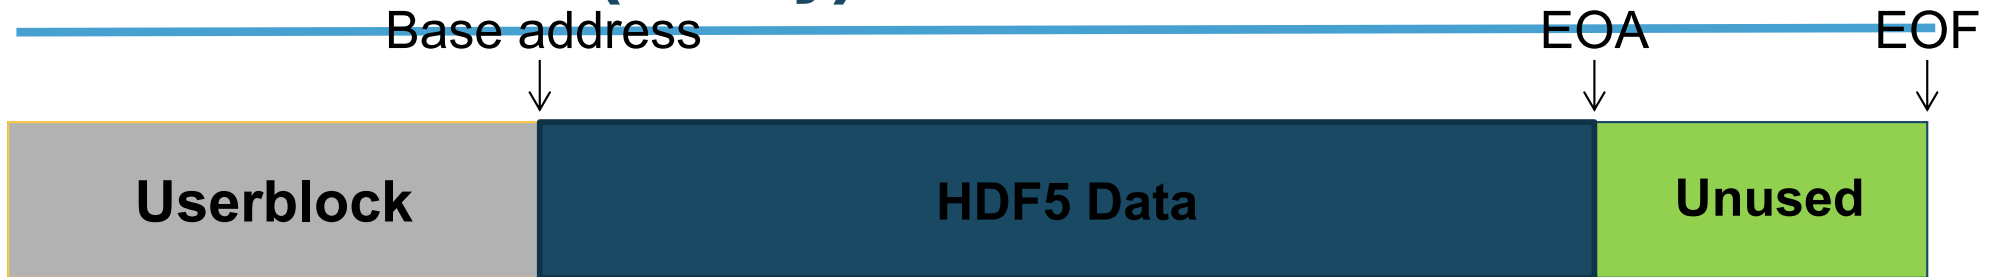 Base address EOA EOF
Userblock HDF5 Data Unused